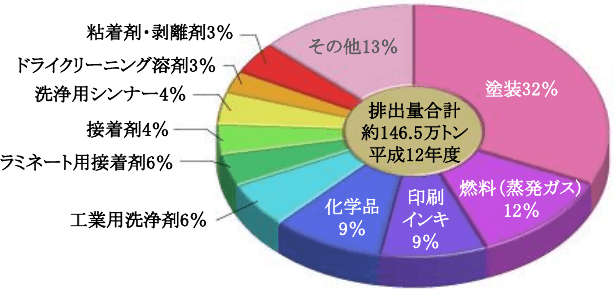 粘着剤・剥離剤3%
その他13%
ドライクリーニング溶剤3%
塗装32%
洗浄用シンナー4%
排出量合計
約146.5万トン
平成12年度
接着剤4%
ラミネート用接着剤6%
燃料(蒸発ガス)
12%
化学品
9%
印刷
インキ
9%
工業用洗浄剤6%